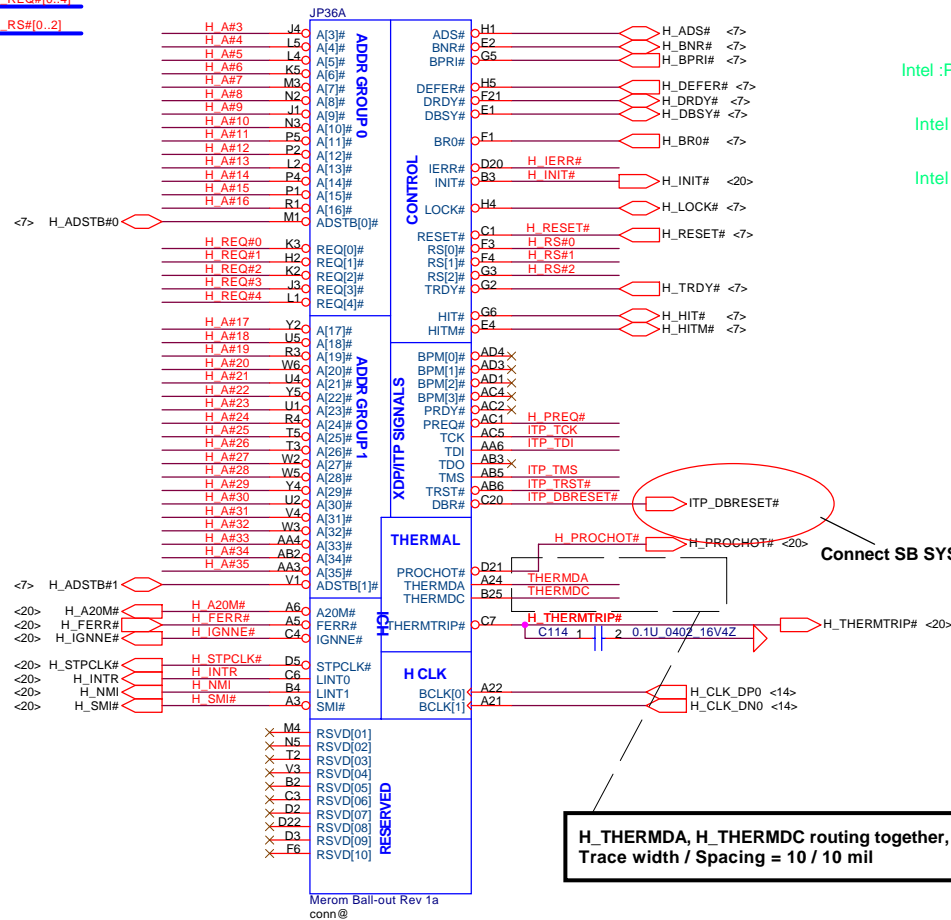 _REQ#[0..4]
_RS#[0..2]
JP36A
H_A#3 J4 A[3]# ADS# H1 H_ADS# <7>
H_A#4 L5 A[4]# BNR# E2 H_BNR# <7>
H_A#5 L4 A[5]# BPRI# G5 H_BPRI# <7>
H_A#6 K5 A[6]#
Intel :P
H_A#7 M3 A[7]# DEFER# H5 H_DEFER# <7>
H_A#8 N2 A[8]# DRDY# F21 H_DRDY# <7>
H_A#9 J1 A[9]# DBSY# E1 H_DBSY# <7>
H_A#10 N3 A[10]#
Intel
H_A#11 P5 A[11]# BR0# F1 H_BR0# <7>
H_A#12 P2 A[12]#
H_A#13 L2 A[13]# IERR# D20 H_IERR#
H_A#14 P4 A[14]# INIT# B3 H_INIT# H_INIT# <20>
Intel
H_A#15 P1 A[15]#
H_A#16 R1 A[16]# LOCK# H4 H_LOCK# <7>
<7> H_ADSTB#0 M1 ADSTB[0]#
ADDR GROUP 0
CONTROL
RESET# C1 H_RESET# H_RESET# <7>
H_REQ#0 K3 REQ[0]# RS[0]# F3 H_RS#0
H_REQ#1 H2 REQ[1]# RS[1]# F4 H_RS#1
H_REQ#2 K2 REQ[2]# RS[2]# G3 H_RS#2
H_REQ#3 J3 REQ[3]# TRDY# G2 H_TRDY# <7>
H_REQ#4 L1 REQ[4]#
HIT# G6 H_HIT# <7>
H_A#17 Y2 A[17]# HITM# E4 H_HITM# <7>
H_A#18 U5 A[18]#
H_A#19 R3 A[19]# BPM[0]# AD4
H_A#20 W6 A[20]# BPM[1]# AD3
H_A#21 U4 A[21]# BPM[2]# AD1
H_A#22 Y5 A[22]# BPM[3]# AC4
H_A#23 U1 A[23]# PRDY# AC2
H_A#24 R4 A[24]# PREQ# AC1 H_PREQ#
H_A#25 T5 A[25]# TCK AC5 ITP_TCK
H_A#26 T3 A[26]# TDI AA6 ITP_TDI
H_A#27 W2 A[27]# TDO AB3
H_A#28 W5 A[28]# TMS AB5 ITP_TMS
H_A#29 Y4 A[29]# TRST# AB6 ITP_TRST#
H_A#30 U2 A[30]# DBR# C20 ITP_DBRESET# ITP_DBRESET#
H_A#31 V4 A[31]#
H_A#32 W3 A[32]#
H_A#33 AA4 A[33]#
H_A#34 AB2 A[34]#
H_A#35 AA3 A[35]#
<7> H_ADSTB#1 V1 ADSTB[1]#
ADDR GROUP 1
XDP/ITP SIGNALS
THERMAL
H_PROCHOT# H_PROCHOT# <20>
Connect SB SYS
PROCHOT# D21
THERMDA A24 THERMDA
THERMDC B25 THERMDC
<20> H_A20M# H_A20M# A6 A20M#
<20> H_FERR# H_FERR# A5 FERR# THERMTRIP# C7 H_THERMTRIP# H_THERMTRIP# <20>
<20> H_IGNNE# H_IGNNE# C4 IGNNE#
C114 1 2 0.1U_0402_16V4Z
ICH
<20> H_STPCLK# H_STPCLK# D5 STPCLK#
H CLK
<20> H_INTR H_INTR C6 LINT0
<20> H_NMI H_NMI B4 LINT1 BCLK[0] A22 H_CLK_DP0 <14>
<20> H_SMI# H_SMI# A3 SMI# BCLK[1] A21 H_CLK_DN0 <14>
M4 RSVD[01]
N5 RSVD[02]
T2 RSVD[03]
V3 RSVD[04]
B2 RSVD[05]
C3 RSVD[06]
D2 RSVD[07]
D22 RSVD[08]
D3 RSVD[09]
F6 RSVD[10]
RESERVED
H_THERMDA, H_THERMDC routing together,
Trace width / Spacing = 10 / 10 mil
Merom Ball-out Rev 1a
conn@